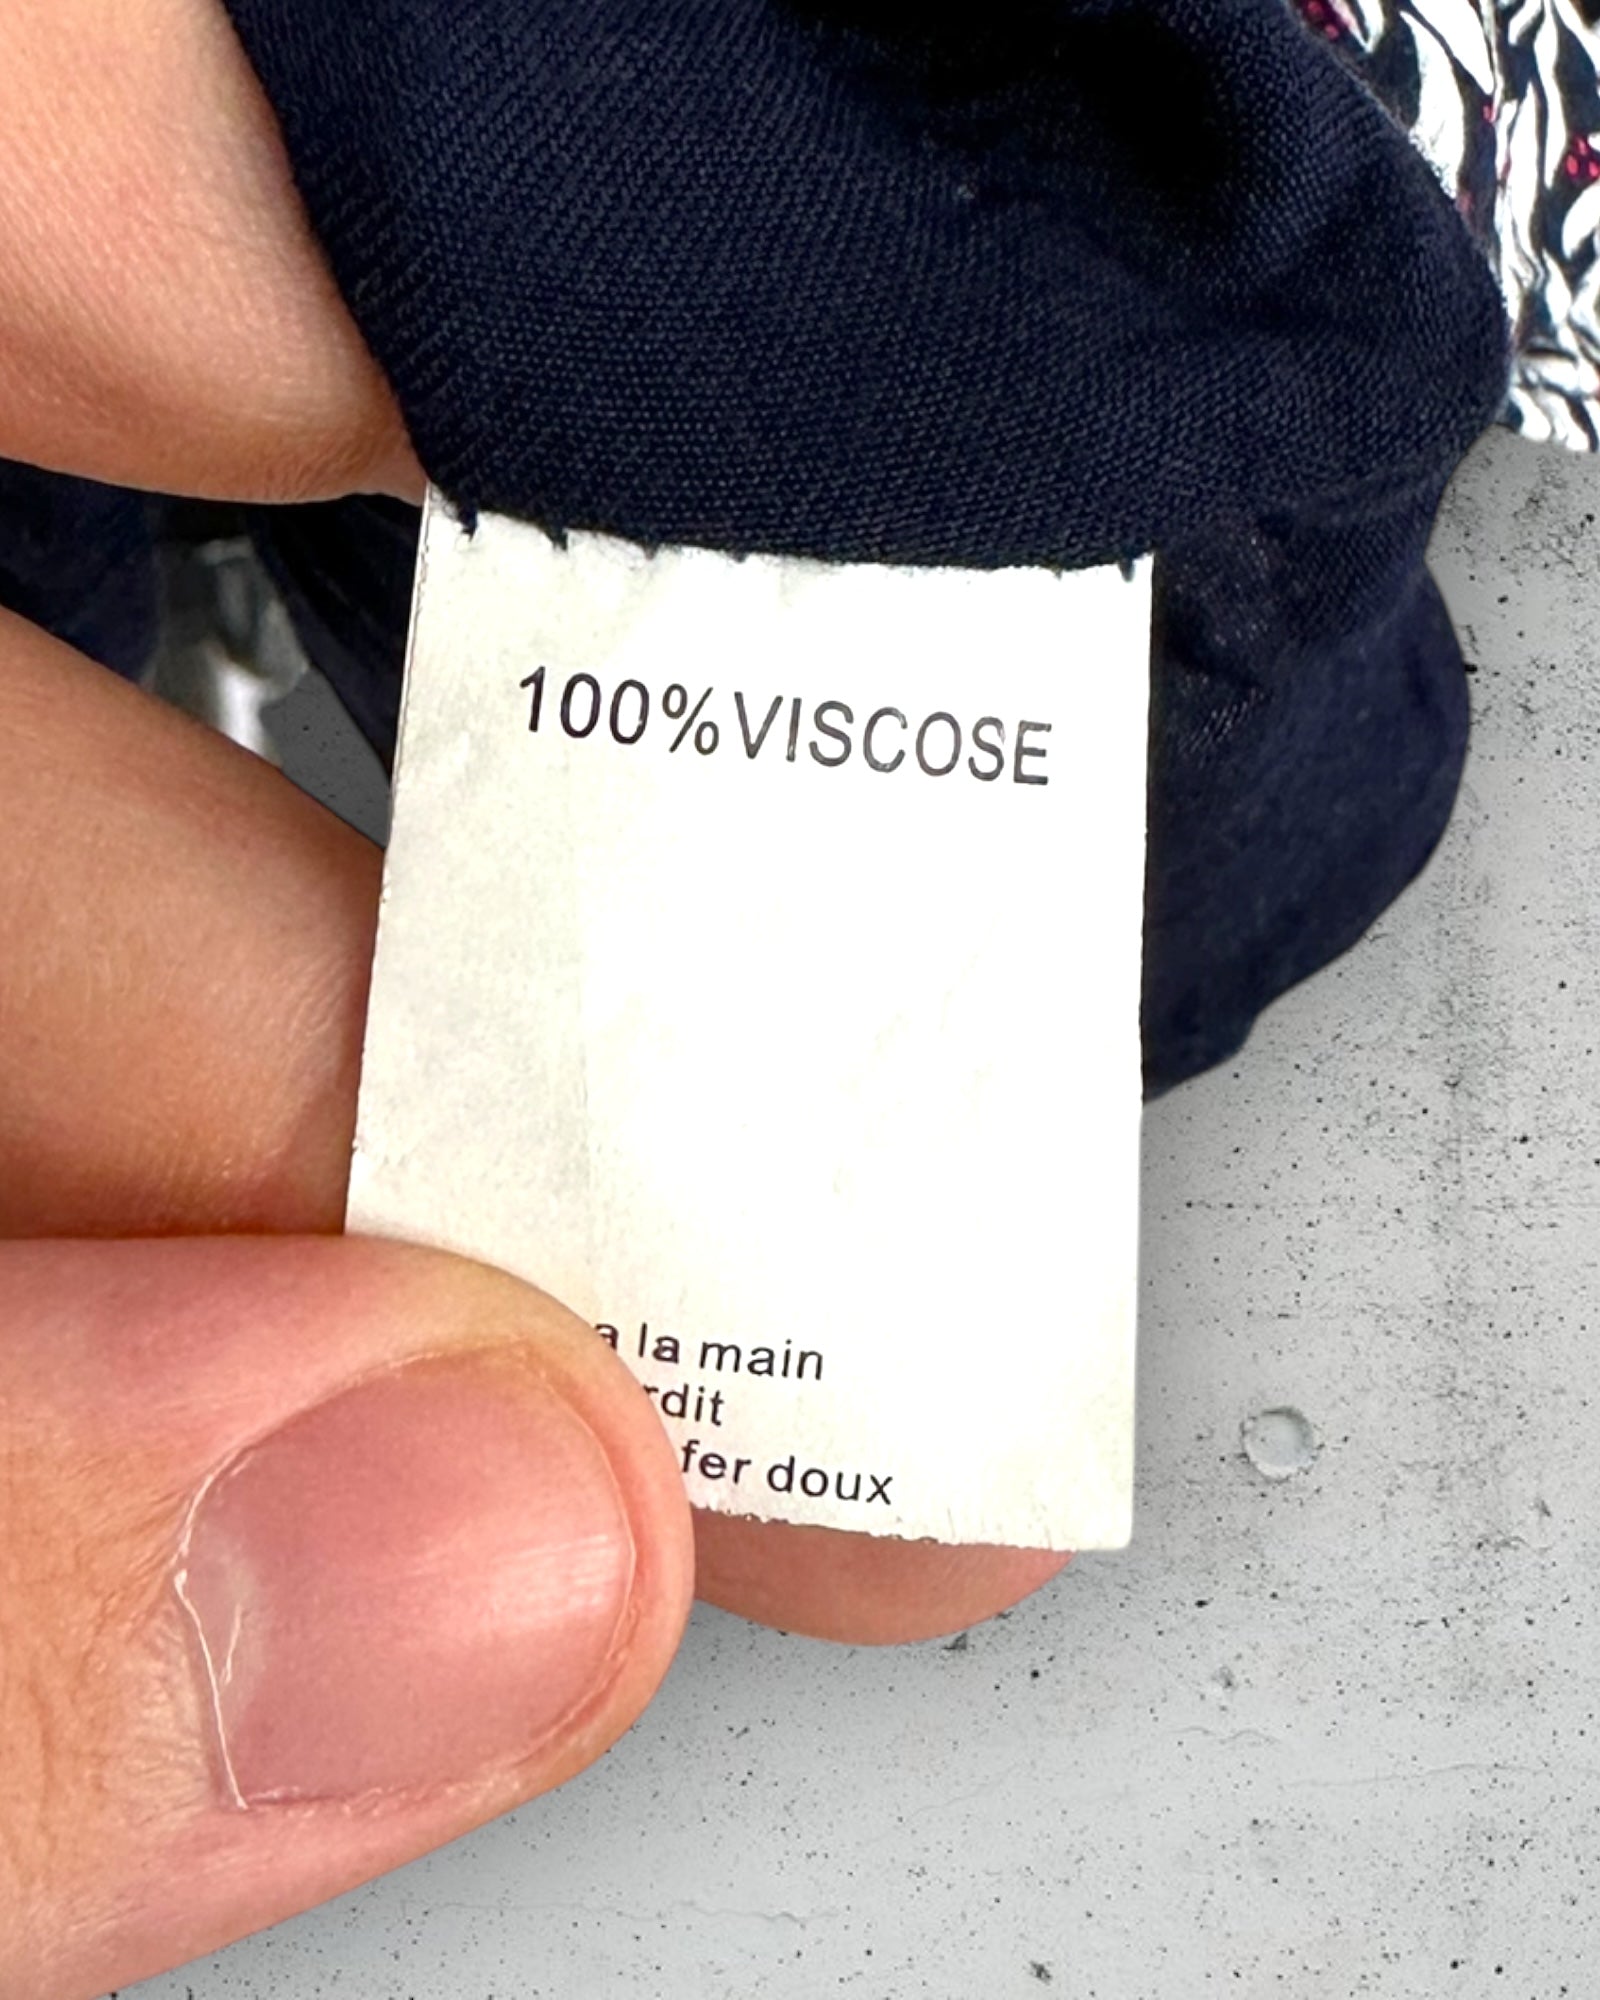 100%VISCOSE
a la main
rdit
fer doux